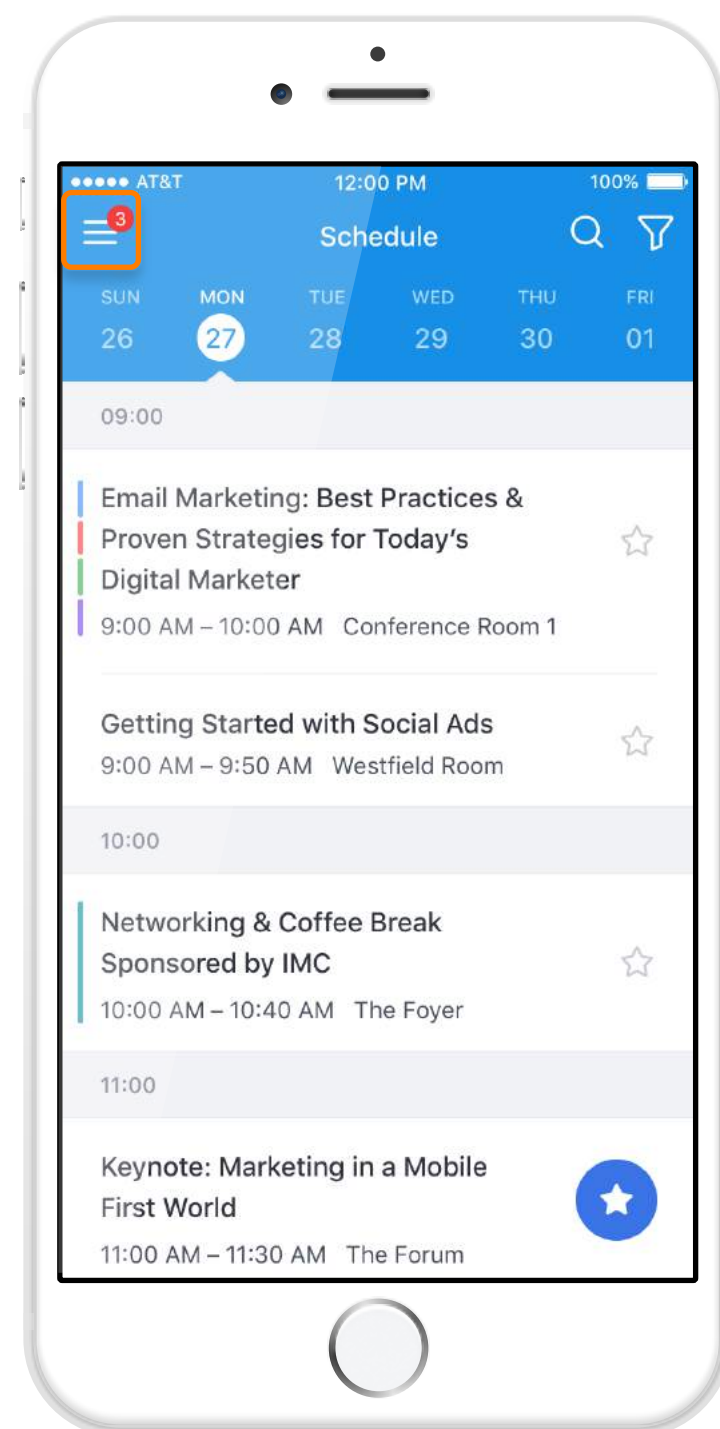 AT&T 12:00 PM 100%
3 Schedule
SUN MON TUE WED THU FRI
26 27 28 29 30 01
09:00
Email Marketing: Best Practices &
Proven Strategies for Today's
Digital Marketer
9:00 AM – 10:00 AM Conference Room 1
Getting Started with Social Ads
9:00 AM – 9:50 AM Westfield Room
10:00
Networking & Coffee Break
Sponsored by IMC
10:00 AM – 10:40 AM The Foyer
11:00
Keynote: Marketing in a Mobile
First World
11:00 AM – 11:30 AM The Forum